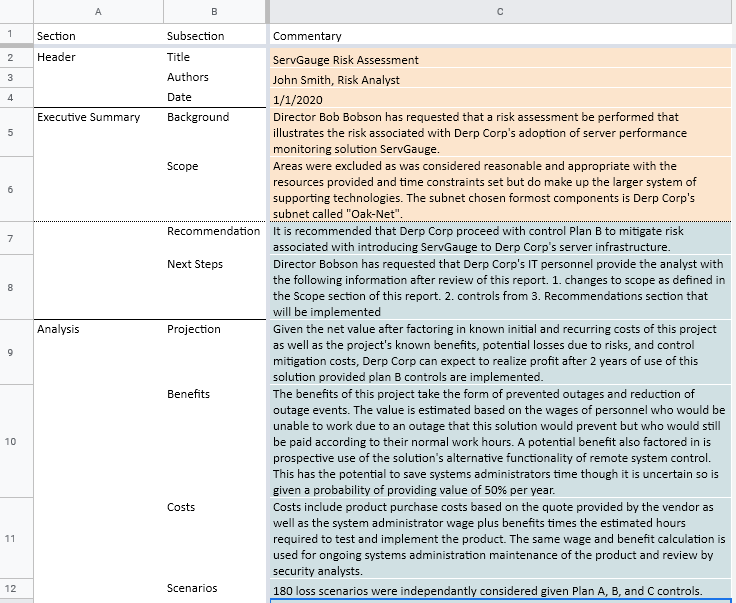 A B C
1 Section Subsection Commentary
2 Header Title ServGauge Risk Assessment
3 Authors John Smith, Risk Analyst
4 Date 1/1/2020
5 Executive Summary Background Director Bob Bobson has requested that a risk assessment be performed that
illustrates the risk associated with Derp Corp's adoption of server performance
monitoring solution ServGauge.
6 Scope Areas were excluded as was considered reasonable and appropriate with the
resources provided and time constraints set but do make up the larger system of
supporting technologies. The subnet chosen formost components is Derp Corp's
subnet called "Oak-Net".
7 Recommendation It is recommended that Derp Corp proceed with control Plan B to mitigate risk
associated with introducing ServGauge to Derp Corp's server infrastructure.
8 Next Steps Director Bobson has requested that Derp Corp's IT personnel provide the analyst with
the following information after review of this report. 1. changes to scope as defined in
the Scope section of this report. 2. controls from 3. Recommendations section that
will be implemented
9 Analysis Projection Given the net value after factoring in known initial and recurring costs of this project
as well as the project's known benefits, potential losses due to risks, and control
mitigation costs, Derp Corp can expect to realize profit after 2 years of use of this
solution provided plan B controls are implemented.
10 Benefits The benefits of this project take the form of prevented outages and reduction of
outage events. The value is estimated based on the wages of personnel who would be
unable to work due to an outage that this solution would prevent but who would still
be paid according to their normal work hours. A potential benefit also factored in is
prospective use of the solution's alternative functionality of remote system control.
This has the potential to save systems administrators time though it is uncertain so is
given a probability of providing value of 50% per year.
11 Costs Costs include product purchase costs based on the quote provided by the vendor as
well as the system administrator wage plus benefits times the estimated hours
required to test and implement the product. The same wage and benefit calculation is
used for ongoing systems administration maintenance of the product and review by
security analysts.
12 Scenarios 180 loss scenarios were independantly considered given Plan A, B, and C controls.